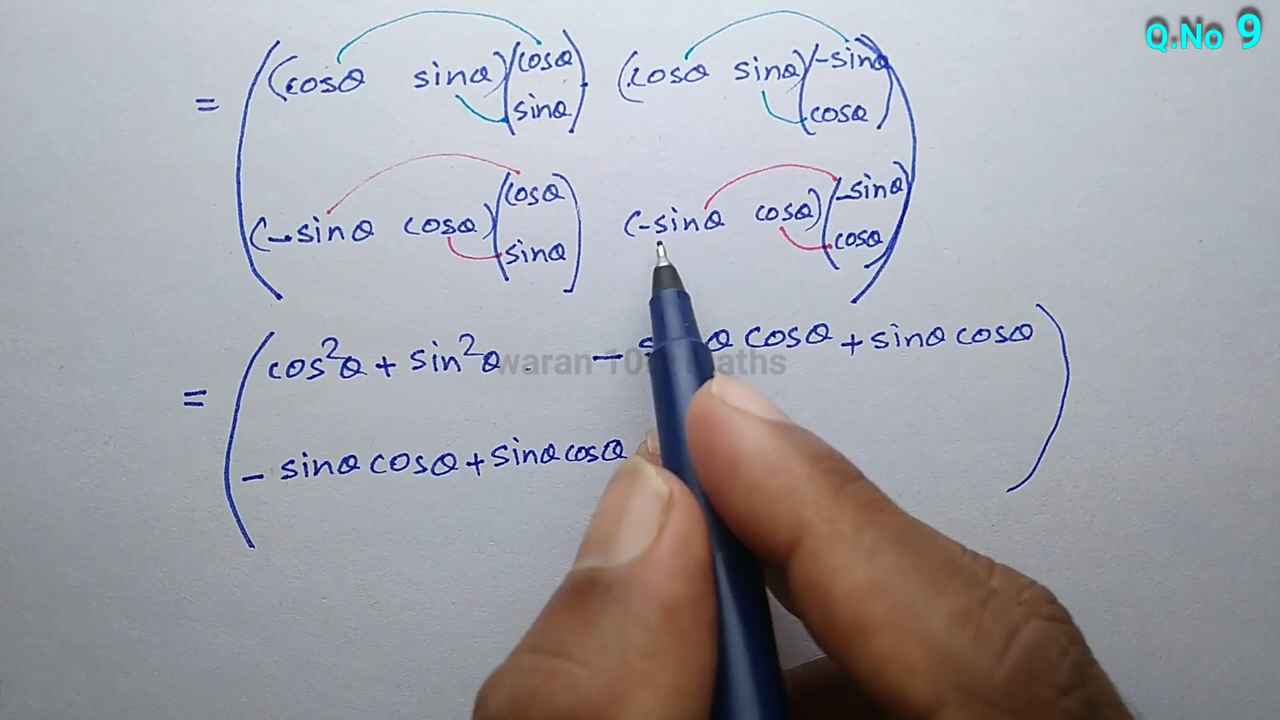 Q.No 9
= ( (cosθ sinθ) (cosθ sinθ) (cosθ sinθ) (-sinθ cosθ)
(-sinθ cosθ) (cosθ sinθ) (-sinθ cosθ) (-sinθ cosθ) )
= ( cos²θ + sin²θ - θ cosθ + sinθ cosθ
- sinθ cosθ + sinθ cosθ )